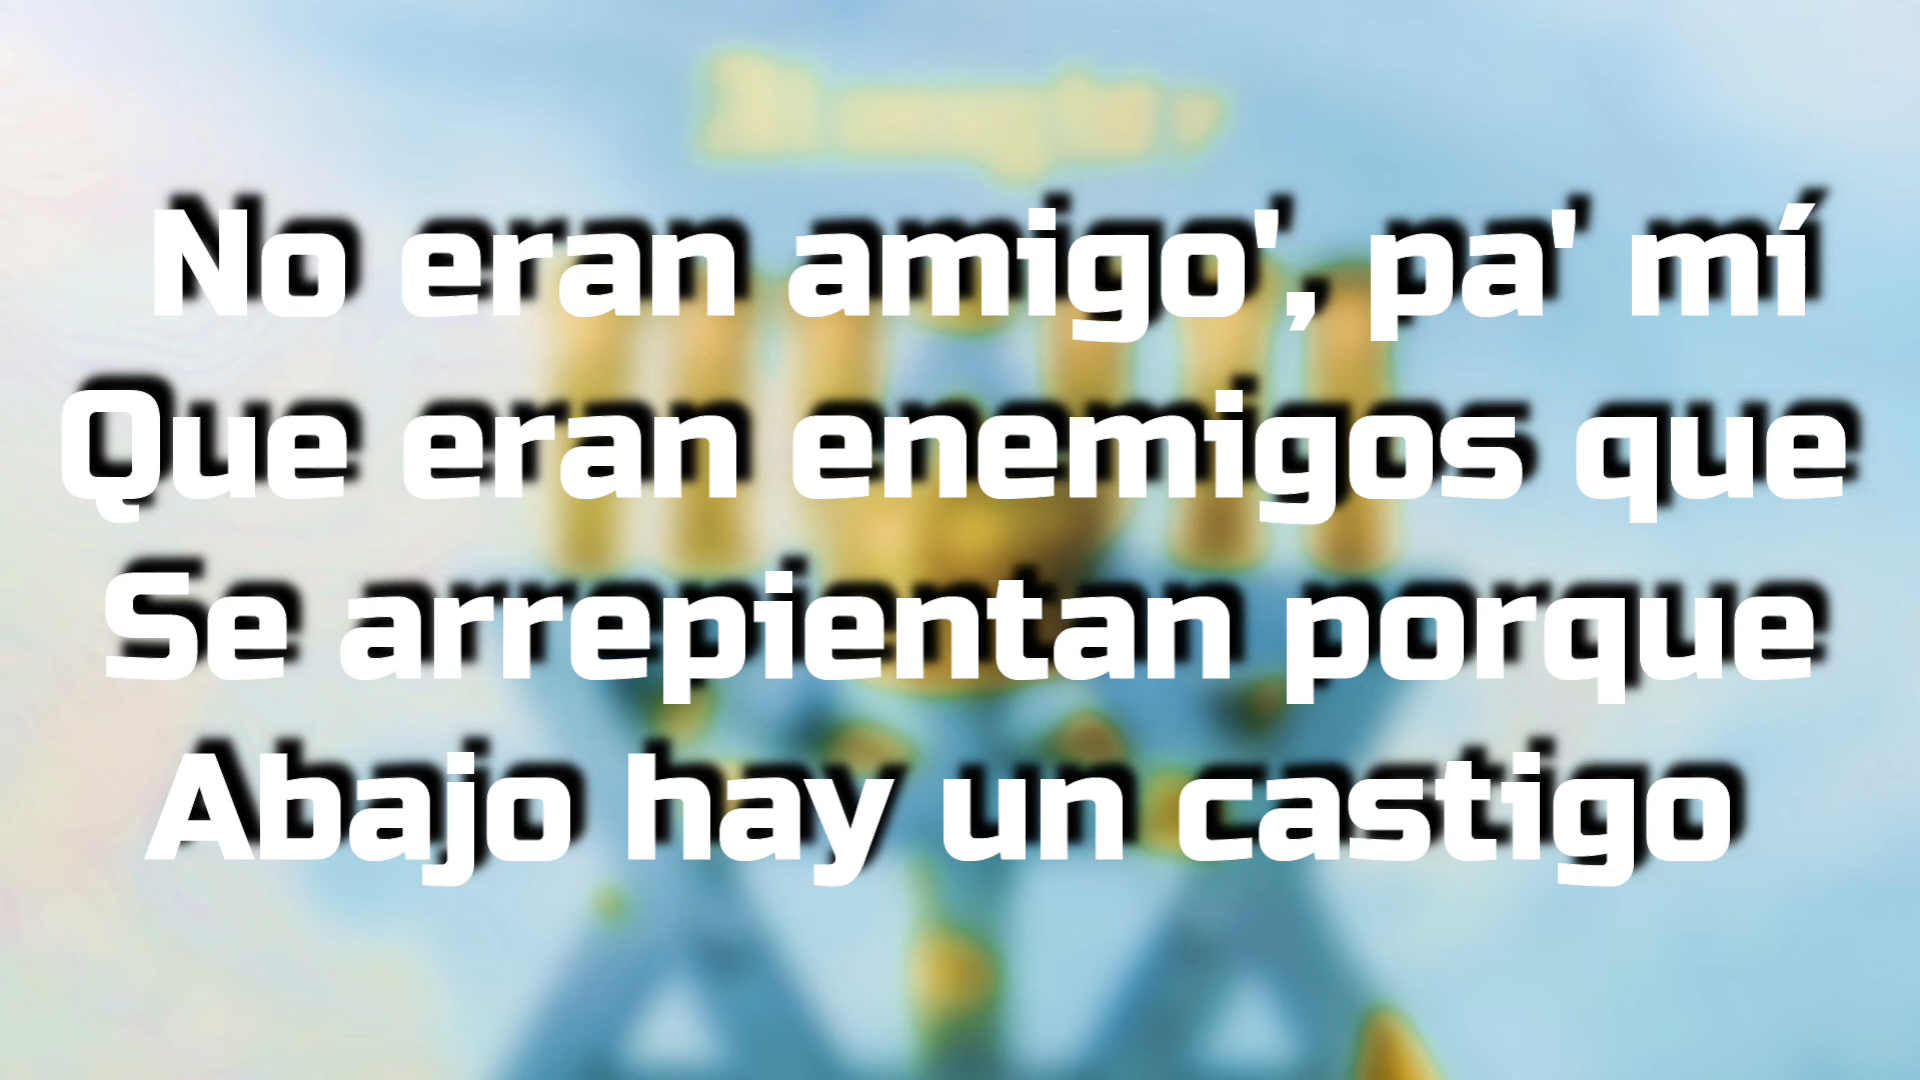 No eran amigo', pa' mí
Que eran enemigos que
Se arrepientan porque
Abajo hay un castigo